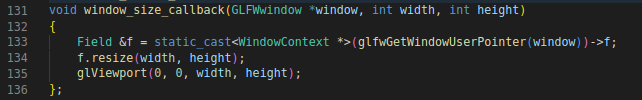 131 void window_size_callback(GLFWwindow *window, int width, int height)
132 {
133     Field &f = static_cast<WindowContext *>(glfwGetWindowUserPointer(window))->f;
134     f.resize(width, height);
135     glViewport(0, 0, width, height);
136 };